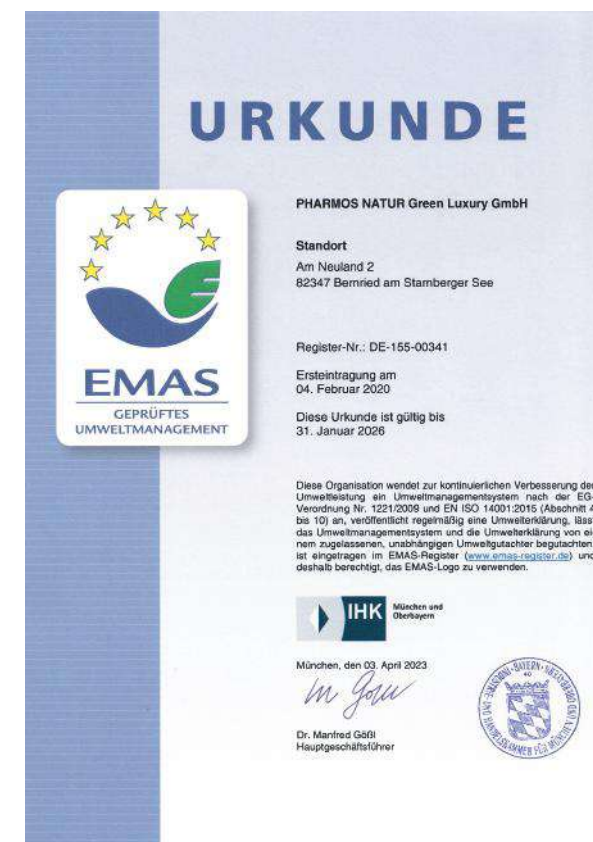 URKUNDE
PHARMOS NATUR Green Luxury GmbH
Standort
Am Neuland 2
82347 Bernried am Starnberger See
Register-Nr.: DE-155-00341
Ersteintragung am
04. Februar 2020
Diese Urkunde ist gültig bis
31. Januar 2026
EMAS
GEPRÜFTES
UMWELTMANAGEMENT
Diese Organisation wendet zur kontinuierlichen Verbesserung der
Umweltleistung ein Umweltmanagementsystem nach der EG-
Verordnung Nr. 1221/2009 und EN ISO 14001:2015 (Abschnitt 4
bis 10) an, veröffentlicht regelmäßig eine Umwelterklärung, lässt
das Umweltmanagementsystem und die Umwelterklärung von ei
nem zugelassenen, unabhängigen Umweltgutachter begutachten
ist eingetragen im EMAS-Register (www.emas-register.de) und
deshalb berechtigt, das EMAS-Logo zu verwenden.
IHK
München und
Oberbayern
München, den 03. April 2023
Dr. Manfred Gößl
Hauptgeschäftsführer
BAYERN